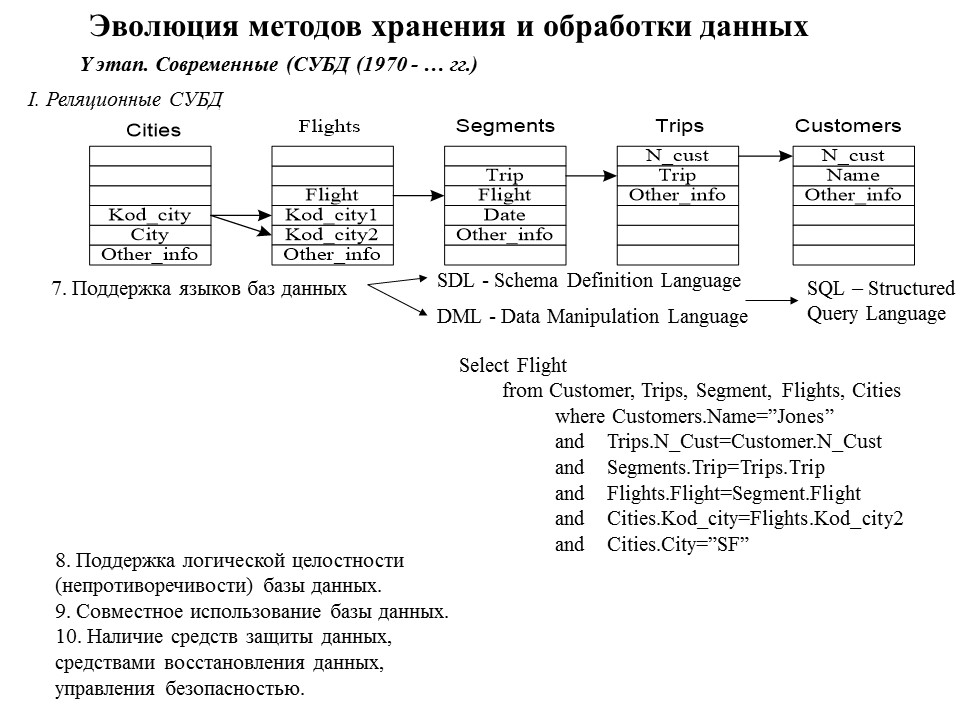 Эволюция методов хранения и обработки данных
Y этап. Современные (СУБД (1970 - … гг.)
I. Реляционные СУБД
Cities
Kod_city
City
Other_info
Flights
Flight
Kod_city1
Kod_city2
Other_info
Segments
Trip
Flight
Date
Other_info
Trips
N_cust
Trip
Other_info
Customers
N_cust
Name
Other_info
7. Поддержка языков баз данных
SDL - Schema Definition Language
DML - Data Manipulation Language
SQL – Structured
Query Language
Select Flight
from Customer, Trips, Segment, Flights, Cities
where Customers.Name=”Jones”
and Trips.N_Cust=Customer.N_Cust
and Segments.Trip=Trips.Trip
and Flights.Flight=Segment.Flight
and Cities.Kod_city=Flights.Kod_city2
and Cities.City=”SF”
8. Поддержка логической целостности
(непротиворечивости) базы данных.
9. Совместное использование базы данных.
10. Наличие средств защиты данных,
средствами восстановления данных,
управления безопасностью.